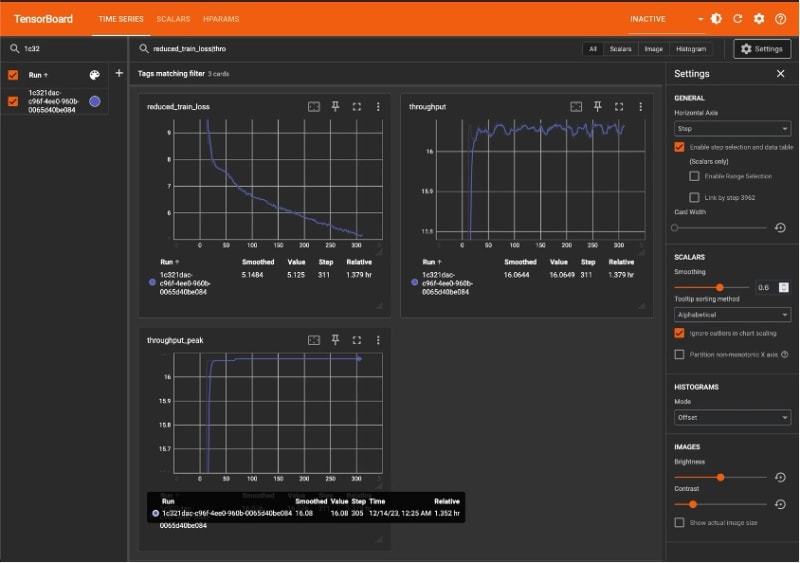 TensorBoard
TIME SERIES
SCALARS
HPARAMS
INACTIVE
1c32
reduced_train_loss|thro
All
Scalars
Image
Histogram
Settings
Run ↑
1c321dac-
c96f-4ee0-960b-
0065d40be084
Tags matching filter 3 cards
reduced_train_loss
9
8
7
6
0 50 100 150 200 250 300
Run ↑ Smoothed Value Step Relative
1c321dac-
c96f-4ee0-960b-
0065d40be084
5.1484 5.125 311 1.379 hr
throughput
16
15.9
15.8
0 50 100 150 200 250 300
Run ↑ Smoothed Value Step Relative
1c321dac-
c96f-4ee0-960b-
0065d40be084
16.0644 16.0649 311 1.379 hr
throughput_peak
16
15.9
15.8
15.7
0 50 100 150 200 250 300
Run Smoothed Value Step Time Relative
1c321dac-c96f-4ee0-960b-0065d40be084 16.08 16.08 305 12/14/23, 12:25 AM 1.352 hr
0065d40be084
Settings
GENERAL
Horizontal Axis
Step
Enable step selection and data table
(Scalars only)
Enable Range Selection
Link by step 3962
Card Width
SCALARS
Smoothing
0.6
Tooltip sorting method
Alphabetical
Ignore outliers in chart scaling
Partition non-monotonic X axis
HISTOGRAMS
Mode
Offset
IMAGES
Brightness
Contrast
Show actual image size